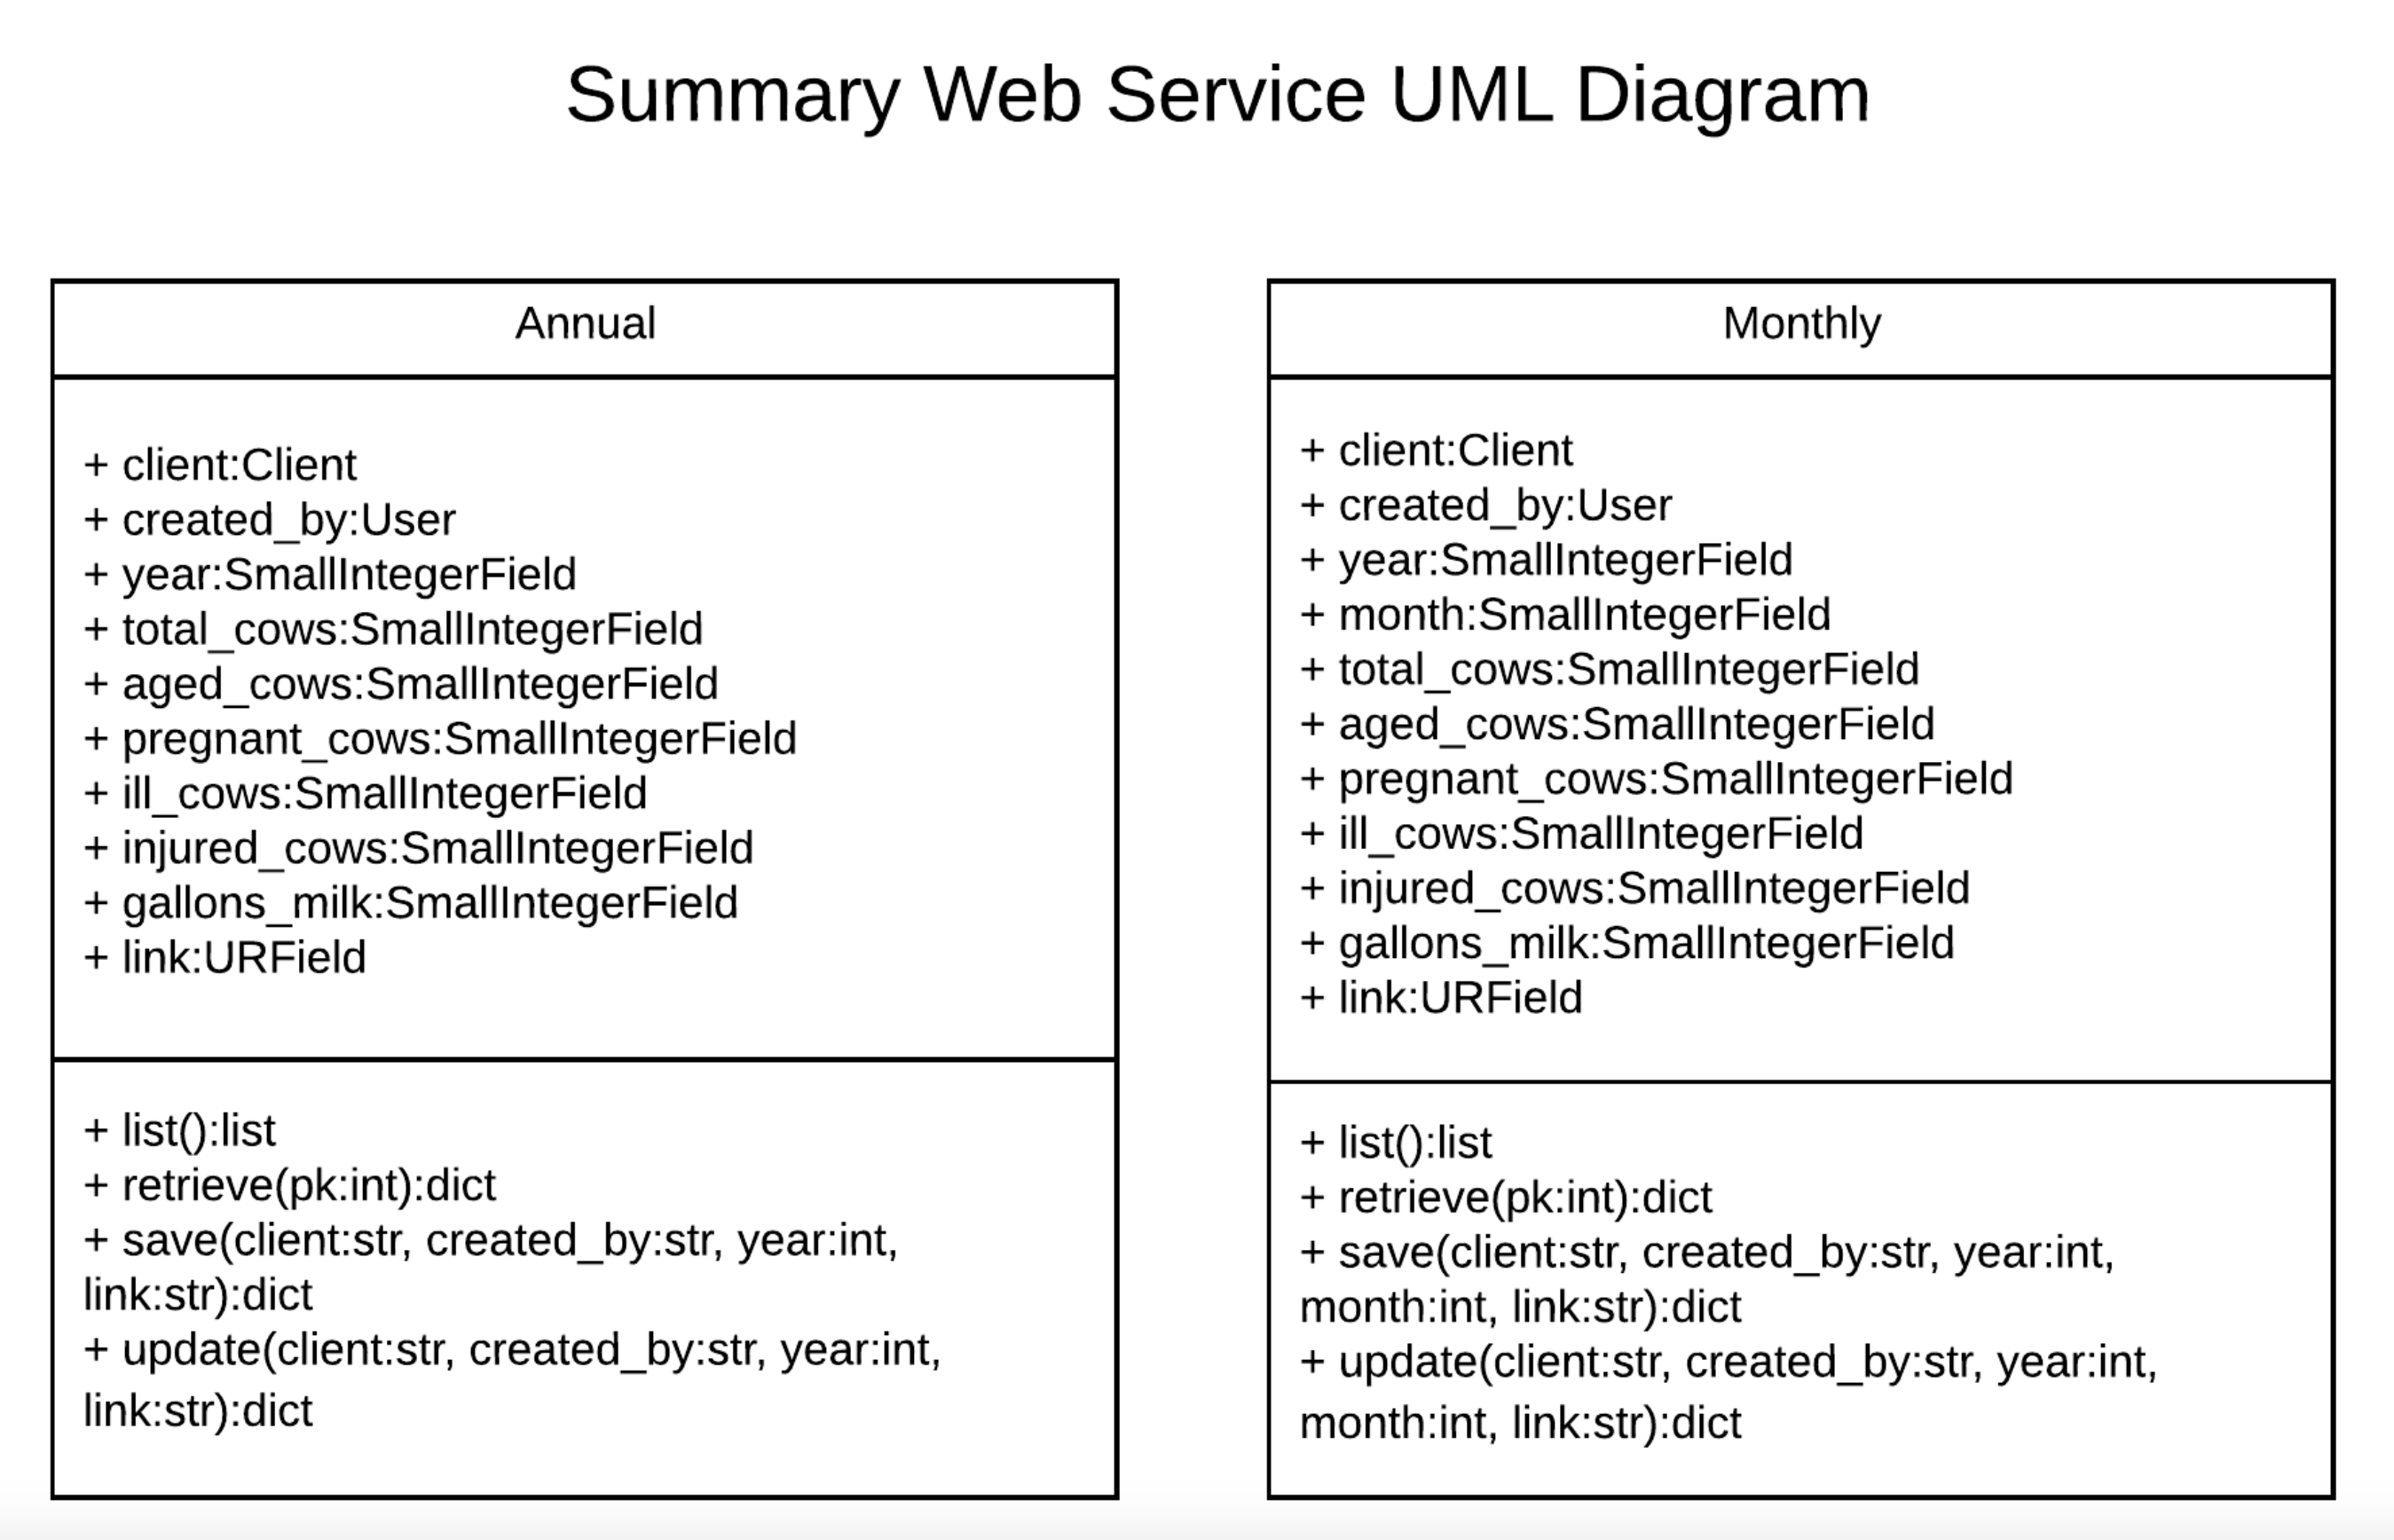 Summary Web Service UML Diagram
Annual
+ client:Client
+ created_by:User
+ year:SmallIntegerField
+ total_cows:SmallIntegerField
+ aged_cows:SmallIntegerField
+ pregnant_cows:SmallIntegerField
+ ill_cows:SmallIntegerField
+ injured_cows:SmallIntegerField
+ gallons_milk:SmallIntegerField
+ link:URField
+ list():list
+ retrieve(pk:int):dict
+ save(client:str, created_by:str, year:int,
link:str):dict
+ update(client:str, created_by:str, year:int,
link:str):dict
Monthly
+ client:Client
+ created_by:User
+ year:SmallIntegerField
+ month:SmallIntegerField
+ total_cows:SmallIntegerField
+ aged_cows:SmallIntegerField
+ pregnant_cows:SmallIntegerField
+ ill_cows:SmallIntegerField
+ injured_cows:SmallIntegerField
+ gallons_milk:SmallIntegerField
+ link:URField
+ list():list
+ retrieve(pk:int):dict
+ save(client:str, created_by:str, year:int,
month:int, link:str):dict
+ update(client:str, created_by:str, year:int,
month:int, link:str):dict